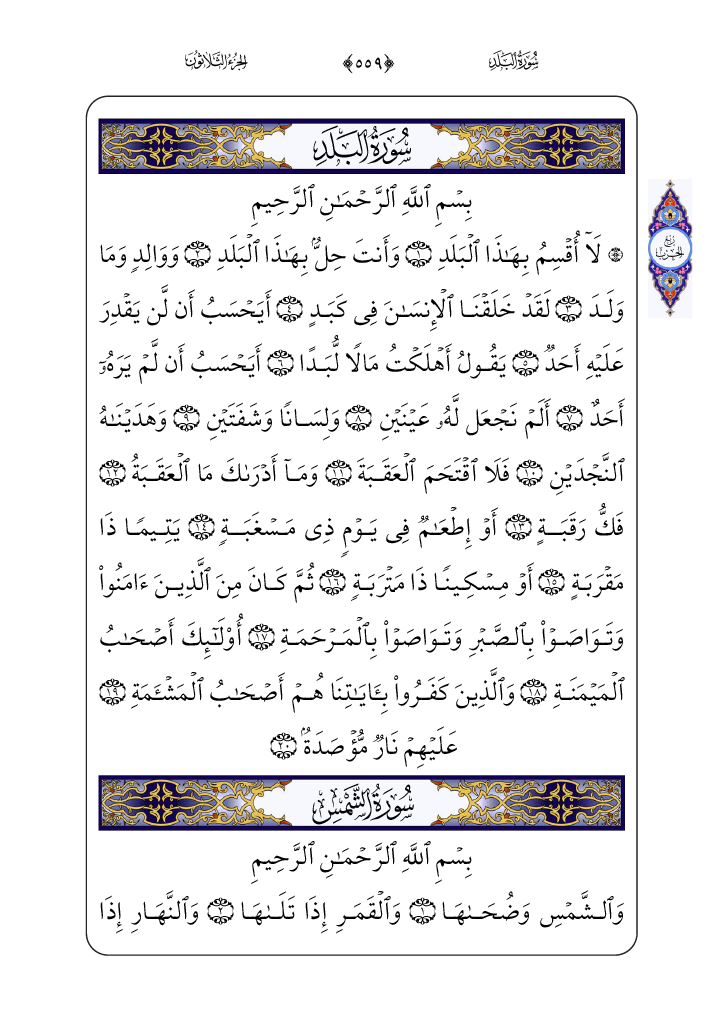 سُورَةُ البَلَدِ ﴿٥٥٩﴾ الجُزْءُ الثَّلَاثُونَ
سُورَةُ البَلَدِ
بِسْمِ ٱللَّهِ ٱلرَّحْمَـٰنِ ٱلرَّحِيمِ
۞ لَآ أُقْسِمُ بِهَـٰذَا ٱلْبَلَدِ ١ وَأَنتَ حِلٌّۢ بِهَـٰذَا ٱلْبَلَدِ ٢ وَوَالِدٍ وَمَا
رُبْعُ الحِزْبِ
وَلَدَ ٣ لَقَدْ خَلَقْنَا ٱلْإِنسَـٰنَ فِى كَبَدٍ ٤ أَيَحْسَبُ أَن لَّن يَقْدِرَ
عَلَيْهِ أَحَدٌ ٥ يَقُولُ أَهْلَكْتُ مَالًا لُّبَدًا ٦ أَيَحْسَبُ أَن لَّمْ يَرَهُۥٓ
أَحَدٌ ٧ أَلَمْ نَجْعَل لَّهُۥ عَيْنَيْنِ ٨ وَلِسَانًا وَشَفَتَيْنِ ٩ وَهَدَيْنَـٰهُ
ٱلنَّجْدَيْنِ ١٠ فَلَا ٱقْتَحَمَ ٱلْعَقَبَةَ ١١ وَمَآ أَدْرَىٰكَ مَا ٱلْعَقَبَةُ ١٢
فَكُّ رَقَبَةٍ ١٣ أَوْ إِطْعَـٰمٌ فِى يَوْمٍ ذِى مَسْغَبَةٍ ١٤ يَتِيمًا ذَا
مَقْرَبَةٍ ١٥ أَوْ مِسْكِينًا ذَا مَتْرَبَةٍ ١٦ ثُمَّ كَانَ مِنَ ٱلَّذِينَ ءَامَنُوا۟
وَتَوَاصَوْا۟ بِٱلصَّبْرِ وَتَوَاصَوْا۟ بِٱلْمَرْحَمَةِ ١٧ أُو۟لَـٰٓئِكَ أَصْحَـٰبُ
ٱلْمَيْمَنَةِ ١٨ وَٱلَّذِينَ كَفَرُوا۟ بِـَٔايَـٰتِنَا هُمْ أَصْحَـٰبُ ٱلْمَشْـَٔمَةِ ١٩
عَلَيْهِمْ نَارٌ مُّؤْصَدَةٌۢ ٢٠
سُورَةُ الشَّمْسِ
بِسْمِ ٱللَّهِ ٱلرَّحْمَـٰنِ ٱلرَّحِيمِ
وَٱلشَّمْسِ وَضُحَىٰهَا ١ وَٱلْقَمَرِ إِذَا تَلَىٰهَا ٢ وَٱلنَّهَارِ إِذَا